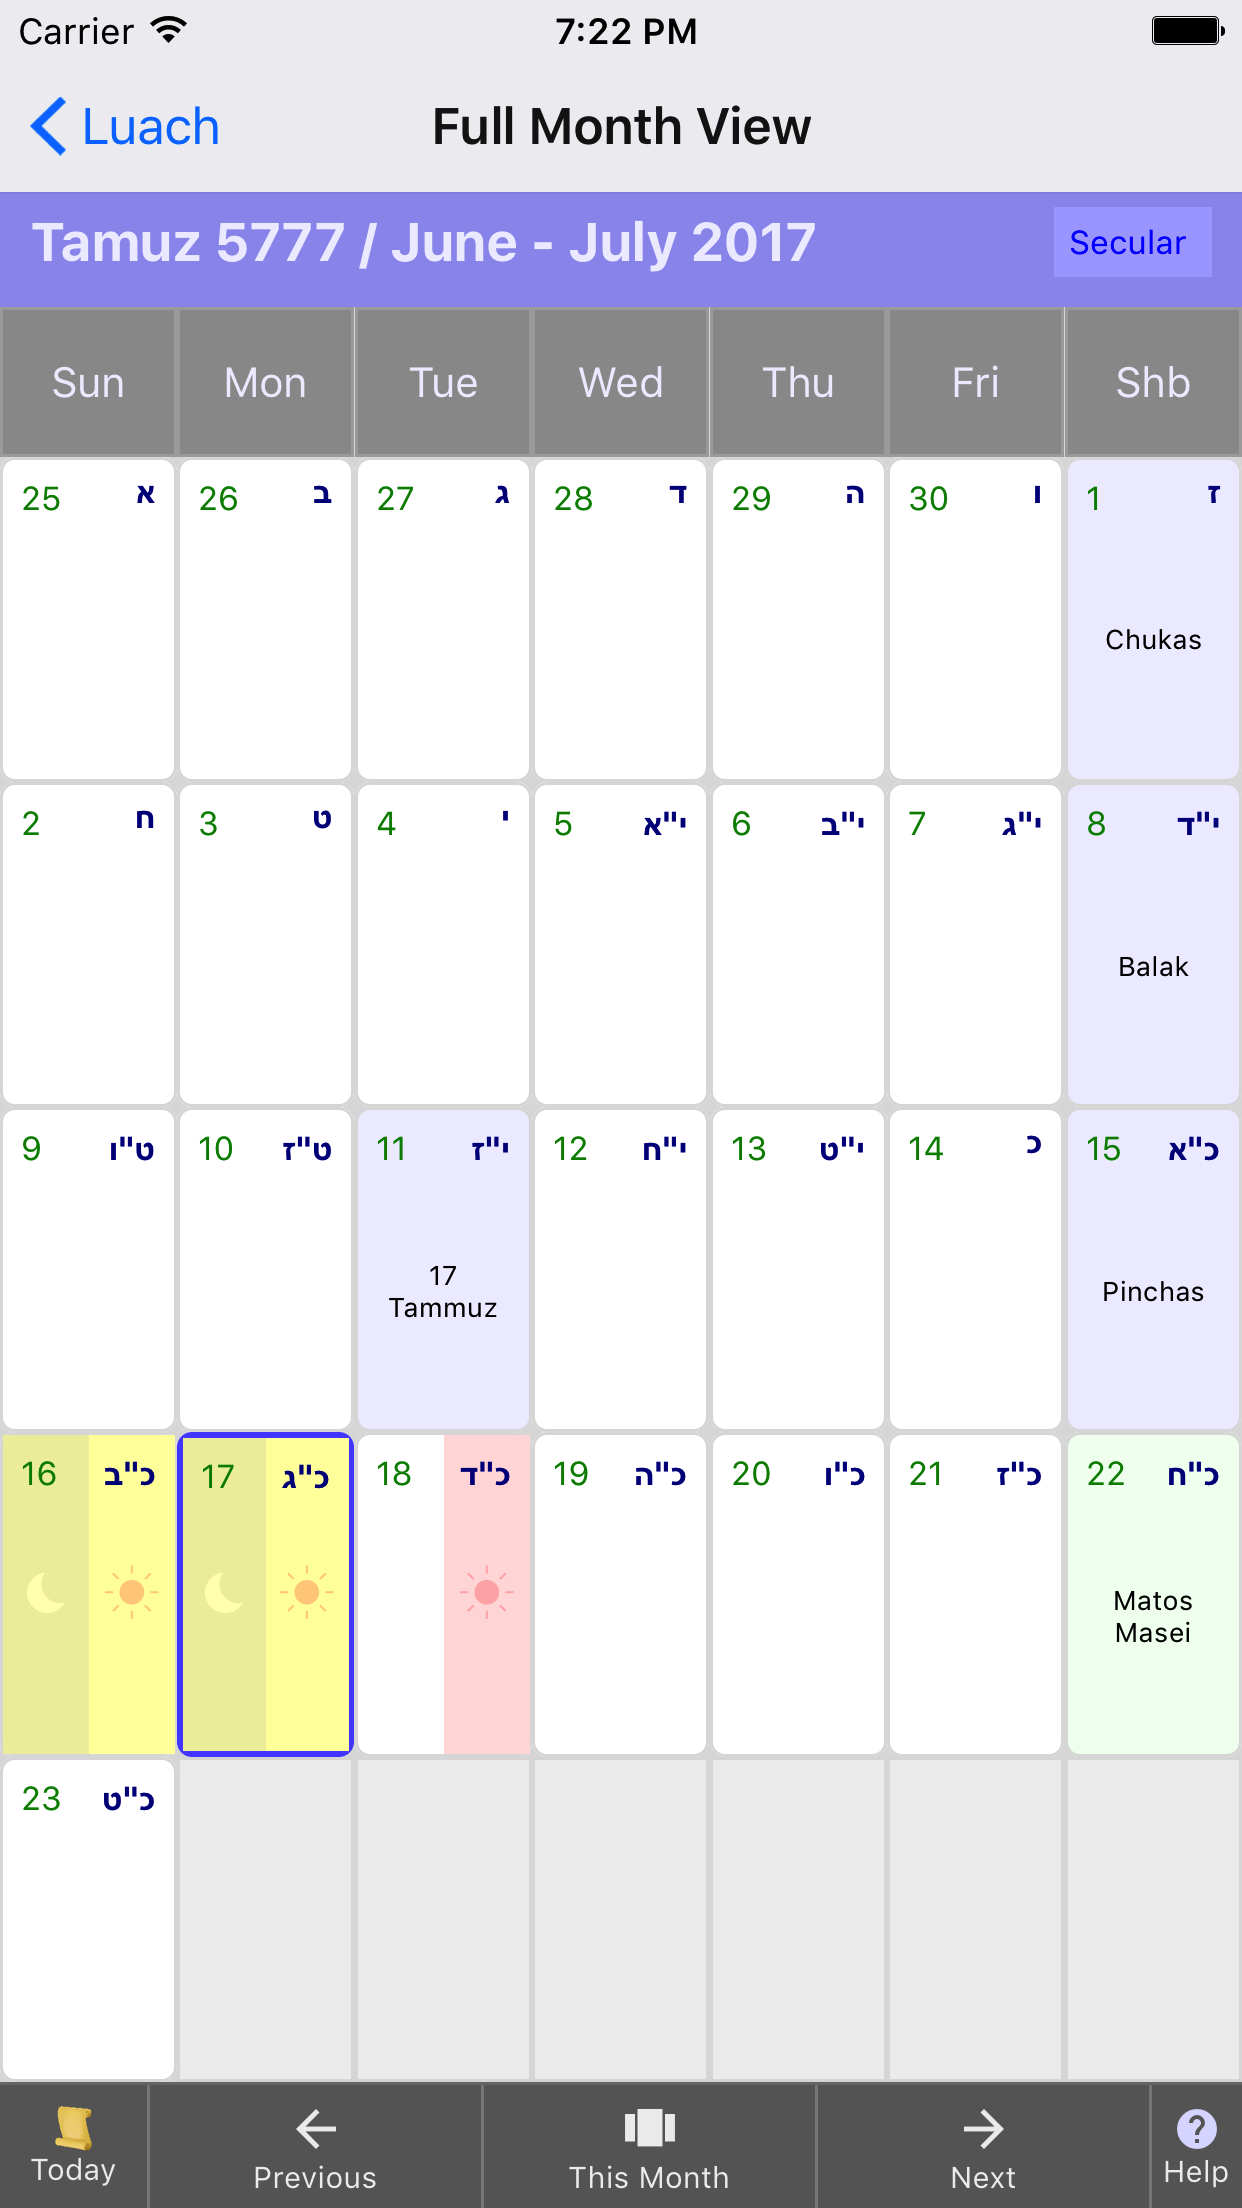 Carrier 7:22 PM
Luach Full Month View
Tamuz 5777 / June - July 2017 Secular
Sun Mon Tue Wed Thu Fri Shb
25 א 26 ב 27 ג 28 ד 29 ה 30 ו 1 ז
Chukas
2 ח 3 ט 4 י 5 י"א 6 י"ב 7 י"ג 8 י"ד
Balak
9 ט"ו 10 ט"ז 11 י"ז 12 י"ח 13 י"ט 14 כ 15 כ"א
17
Tammuz
Pinchas
16 כ"ב 17 כ"ג 18 כ"ד 19 כ"ה 20 כ"ו 21 כ"ז 22 כ"ח
Matos
Masei
23 כ"ט
Today Previous This Month Next ? Help